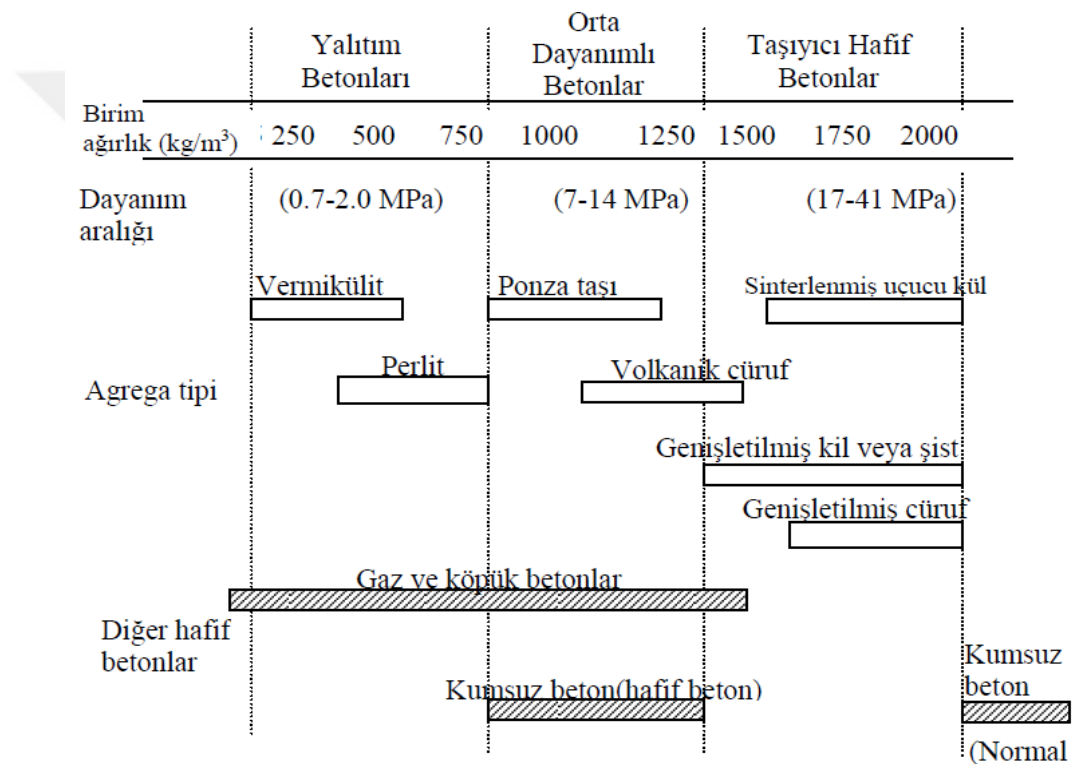 Yalıtım
Betonları
Orta
Dayanımlı
Betonlar
Taşıyıcı Hafif
Betonlar
Birim
ağırlık (kg/m³)
250 500 750 1000 1250 1500 1750 2000
Dayanım
aralığı
(0.7-2.0 MPa) (7-14 MPa) (17-41 MPa)
Vermikülit Ponza taşı Sinterlenmiş uçucu kül
Agrega tipi
Perlit Volkanik cüruf
Genişletilmiş kil veya şist
Genişletilmiş cüruf
Gaz ve köpük betonlar
Diğer hafif
betonlar
Kumsuz beton(hafif beton)
Kumsuz
beton
(Normal